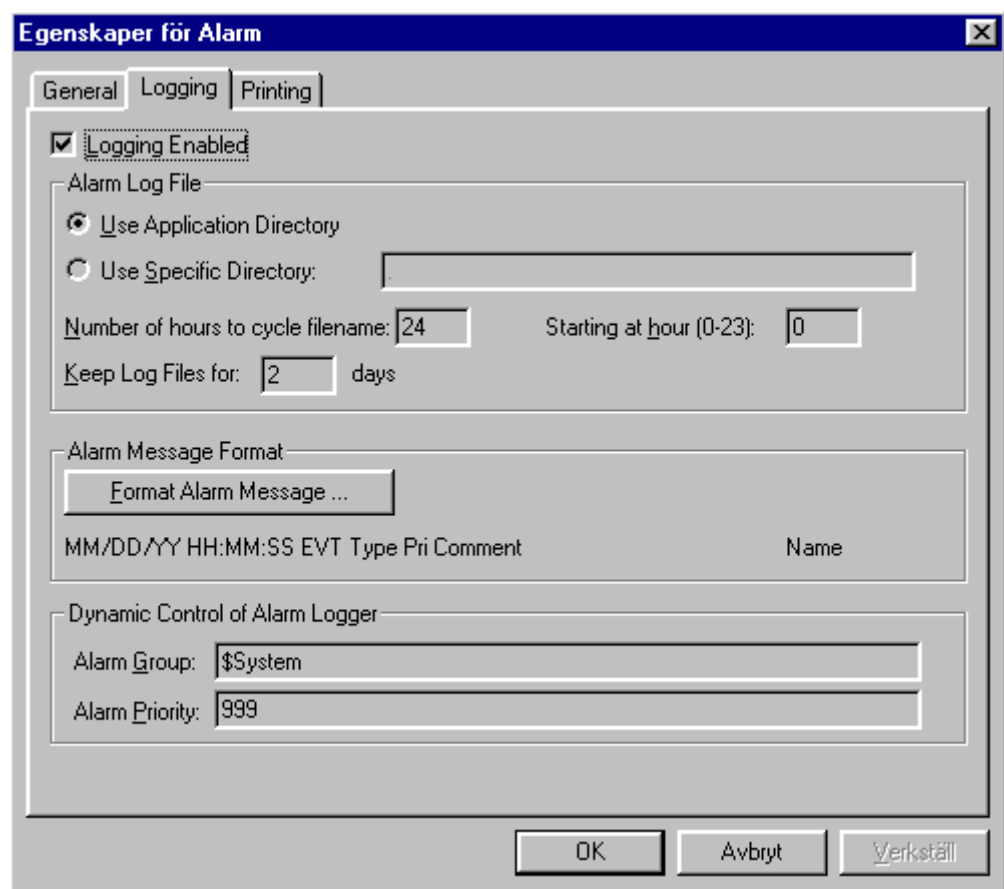 Egenskaper för Alarm
General Logging Printing
Logging Enabled
Alarm Log File
Use Application Directory
Use Specific Directory: .
Number of hours to cycle filename: 24 Starting at hour (0-23): 0
Keep Log Files for: 2 days
Alarm Message Format
Format Alarm Message ...
MM/DD/YY HH:MM:SS EVT Type Pri Comment Name
Dynamic Control of Alarm Logger
Alarm Group: $System
Alarm Priority: 999
OK Avbryt Verkställ